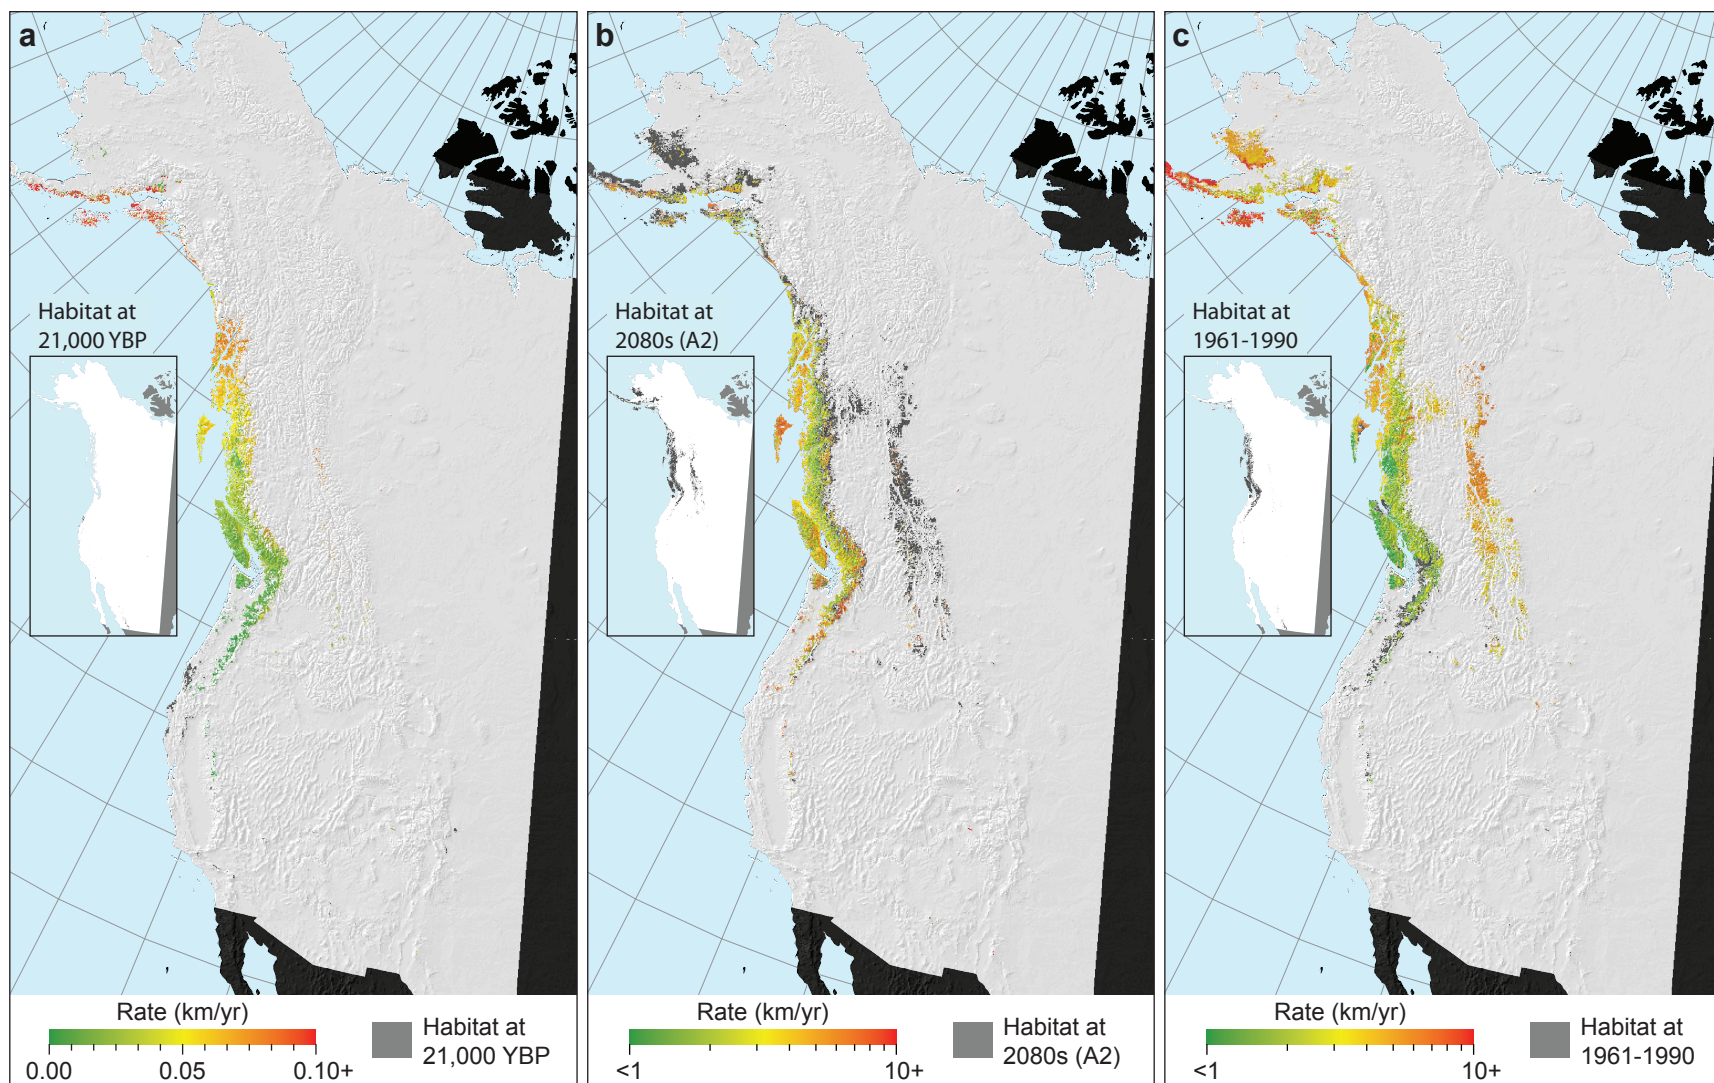 a
Habitat at
21,000 YBP
Rate (km/yr)
0.00 0.05 0.10+
Habitat at
21,000 YBP
b
Habitat at
2080s (A2)
Rate (km/yr)
<1 10+
Habitat at
2080s (A2)
c
Habitat at
1961-1990
Rate (km/yr)
<1 10+
Habitat at
1961-1990